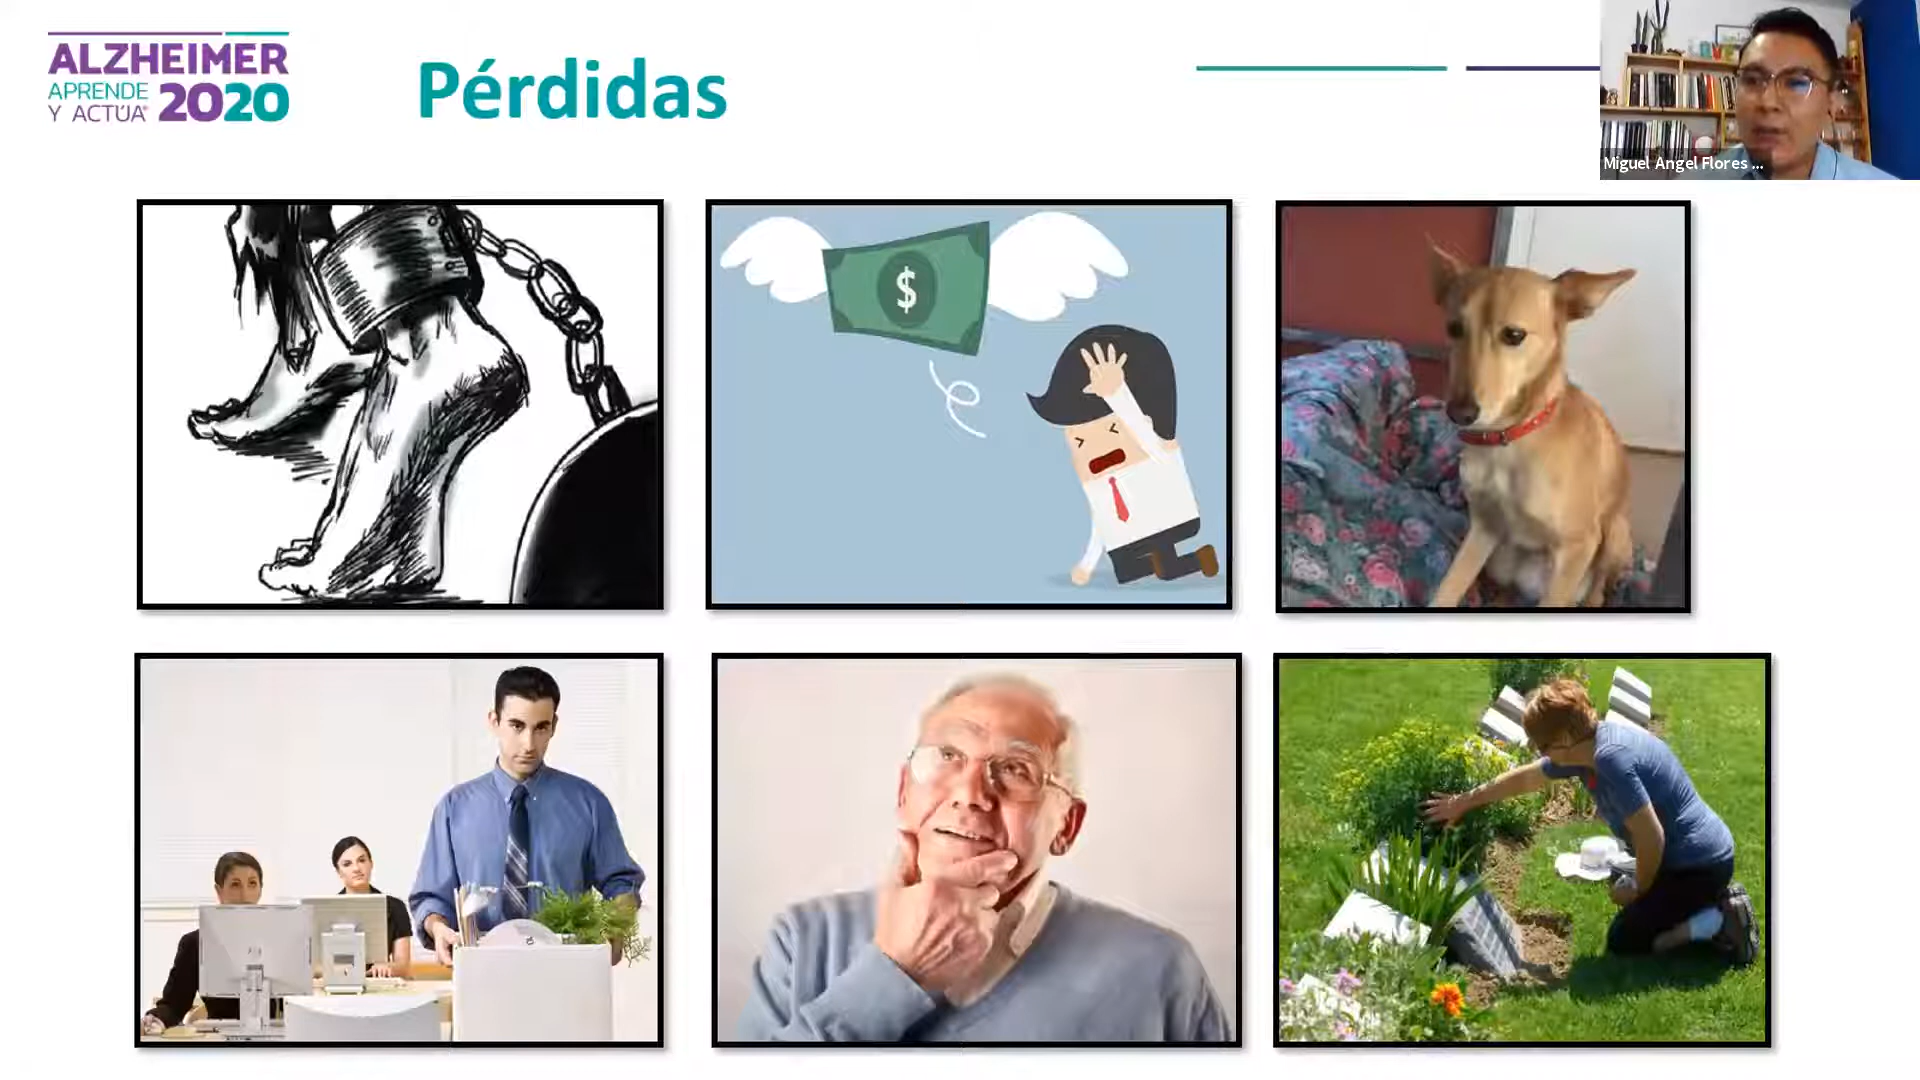 ALZHEIMER
APRENDE
Y ACTÚA® 2020
Pérdidas
Miguel Angel Flores ...
$